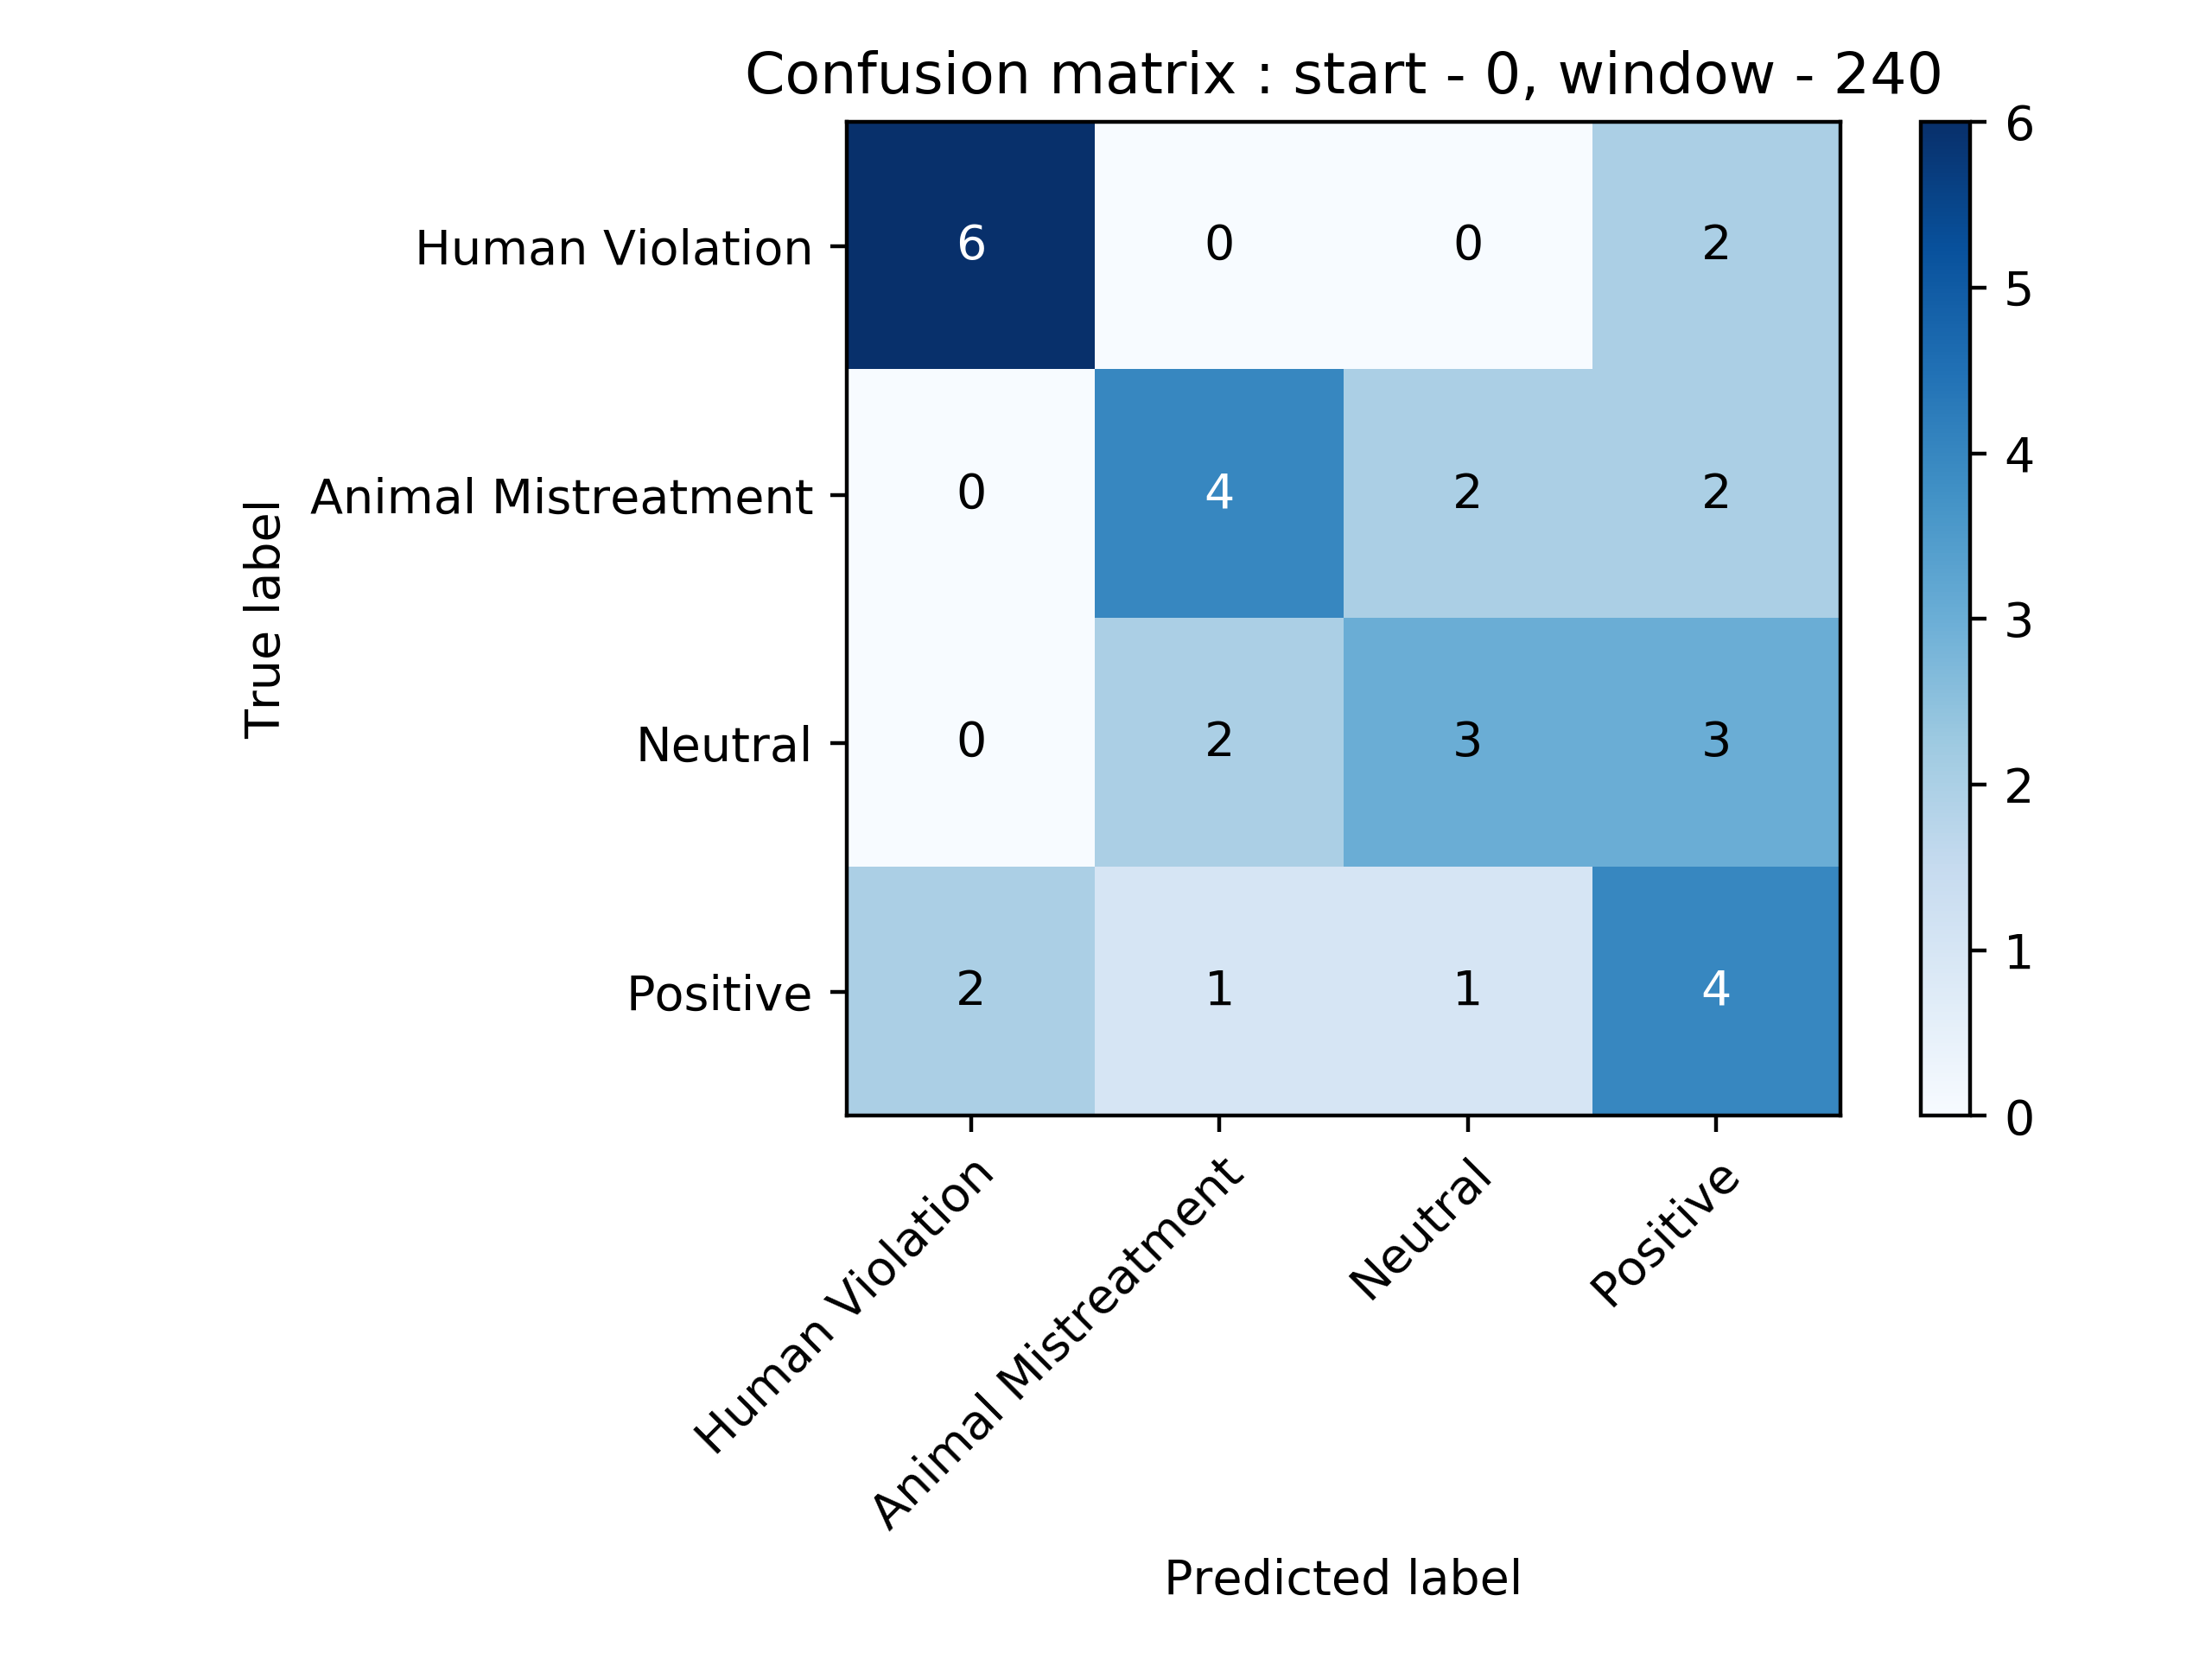 Confusion matrix : start - 0, window - 240
True label
Human Violation
6 0 0 2
Animal Mistreatment
0 4 2 2
Neutral
0 2 3 3
Positive
2 1 1 4
Human Violation
Animal Mistreatment
Neutral
Positive
Predicted label
6
5
4
3
2
1
0